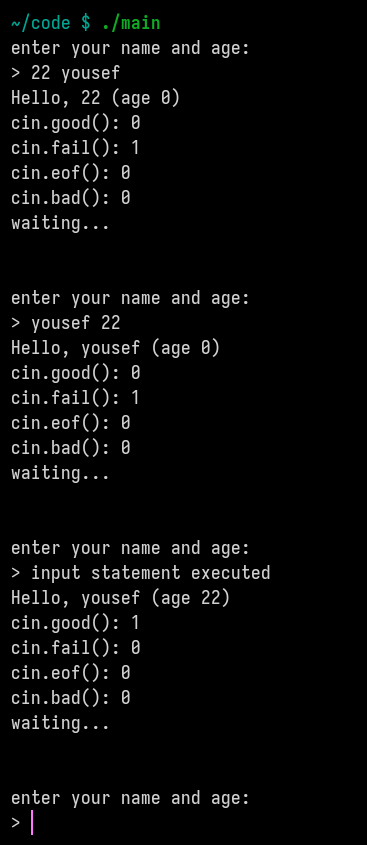 ~/code $ ./main
enter your name and age:
> 22 yousef
Hello, 22 (age 0)
cin.good(): 0
cin.fail(): 1
cin.eof(): 0
cin.bad(): 0
waiting...
enter your name and age:
> yousef 22
Hello, yousef (age 0)
cin.good(): 0
cin.fail(): 1
cin.eof(): 0
cin.bad(): 0
waiting...
enter your name and age:
> input statement executed
Hello, yousef (age 22)
cin.good(): 1
cin.fail(): 0
cin.eof(): 0
cin.bad(): 0
waiting...
enter your name and age:
>